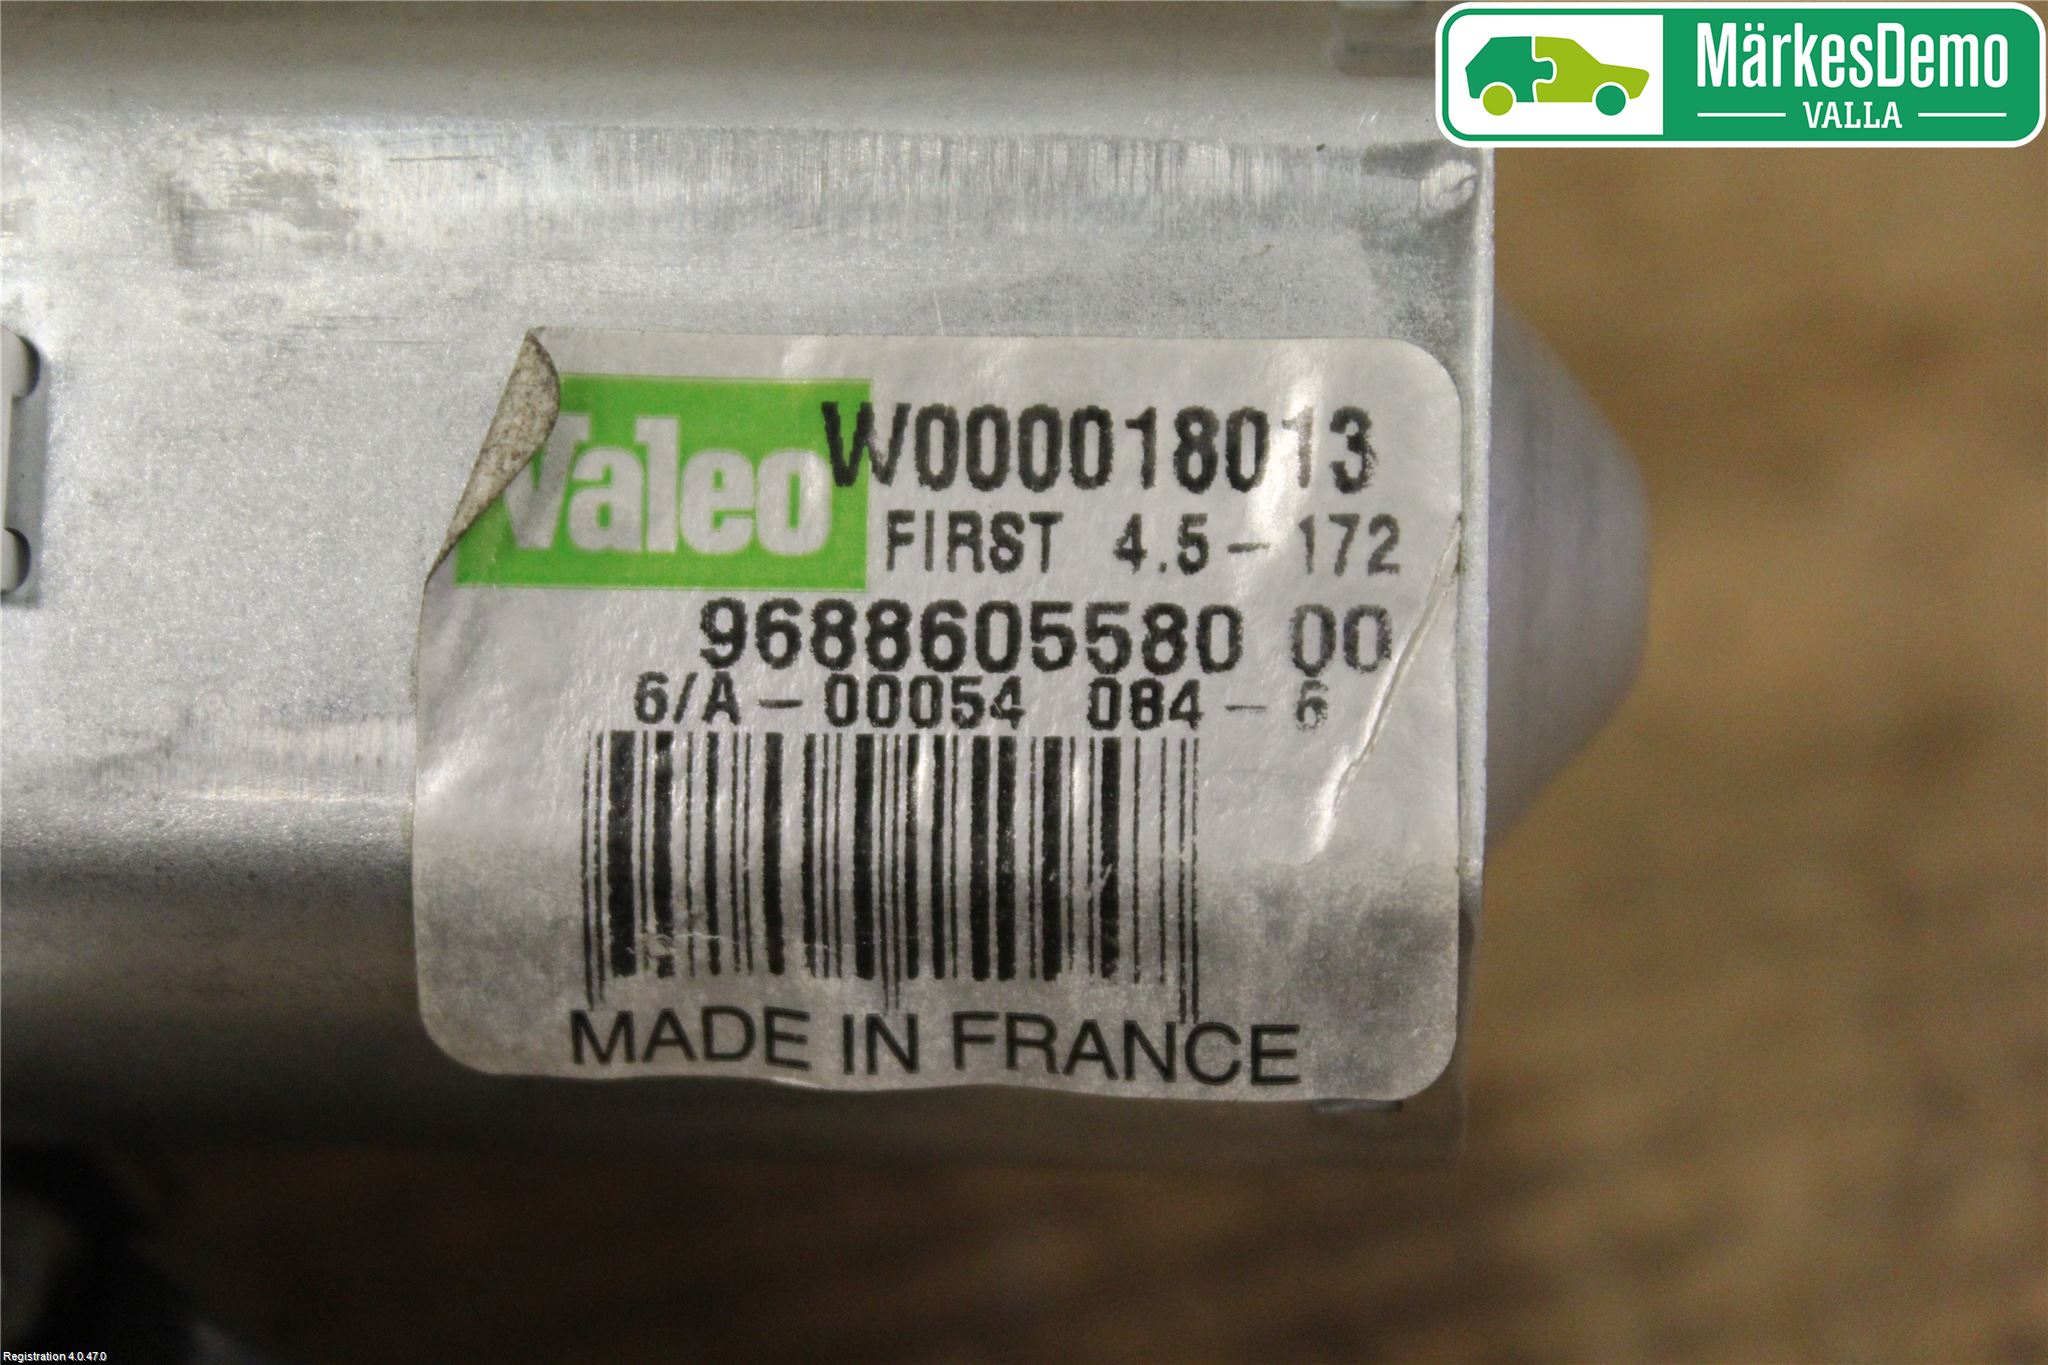 MärkesDemo
VALLA
Valeo
W000018013
FIRST 4.5-172
9688605580 00
6/A-00054 084-6
MADE IN FRANCE
Registration 4.0.47.0